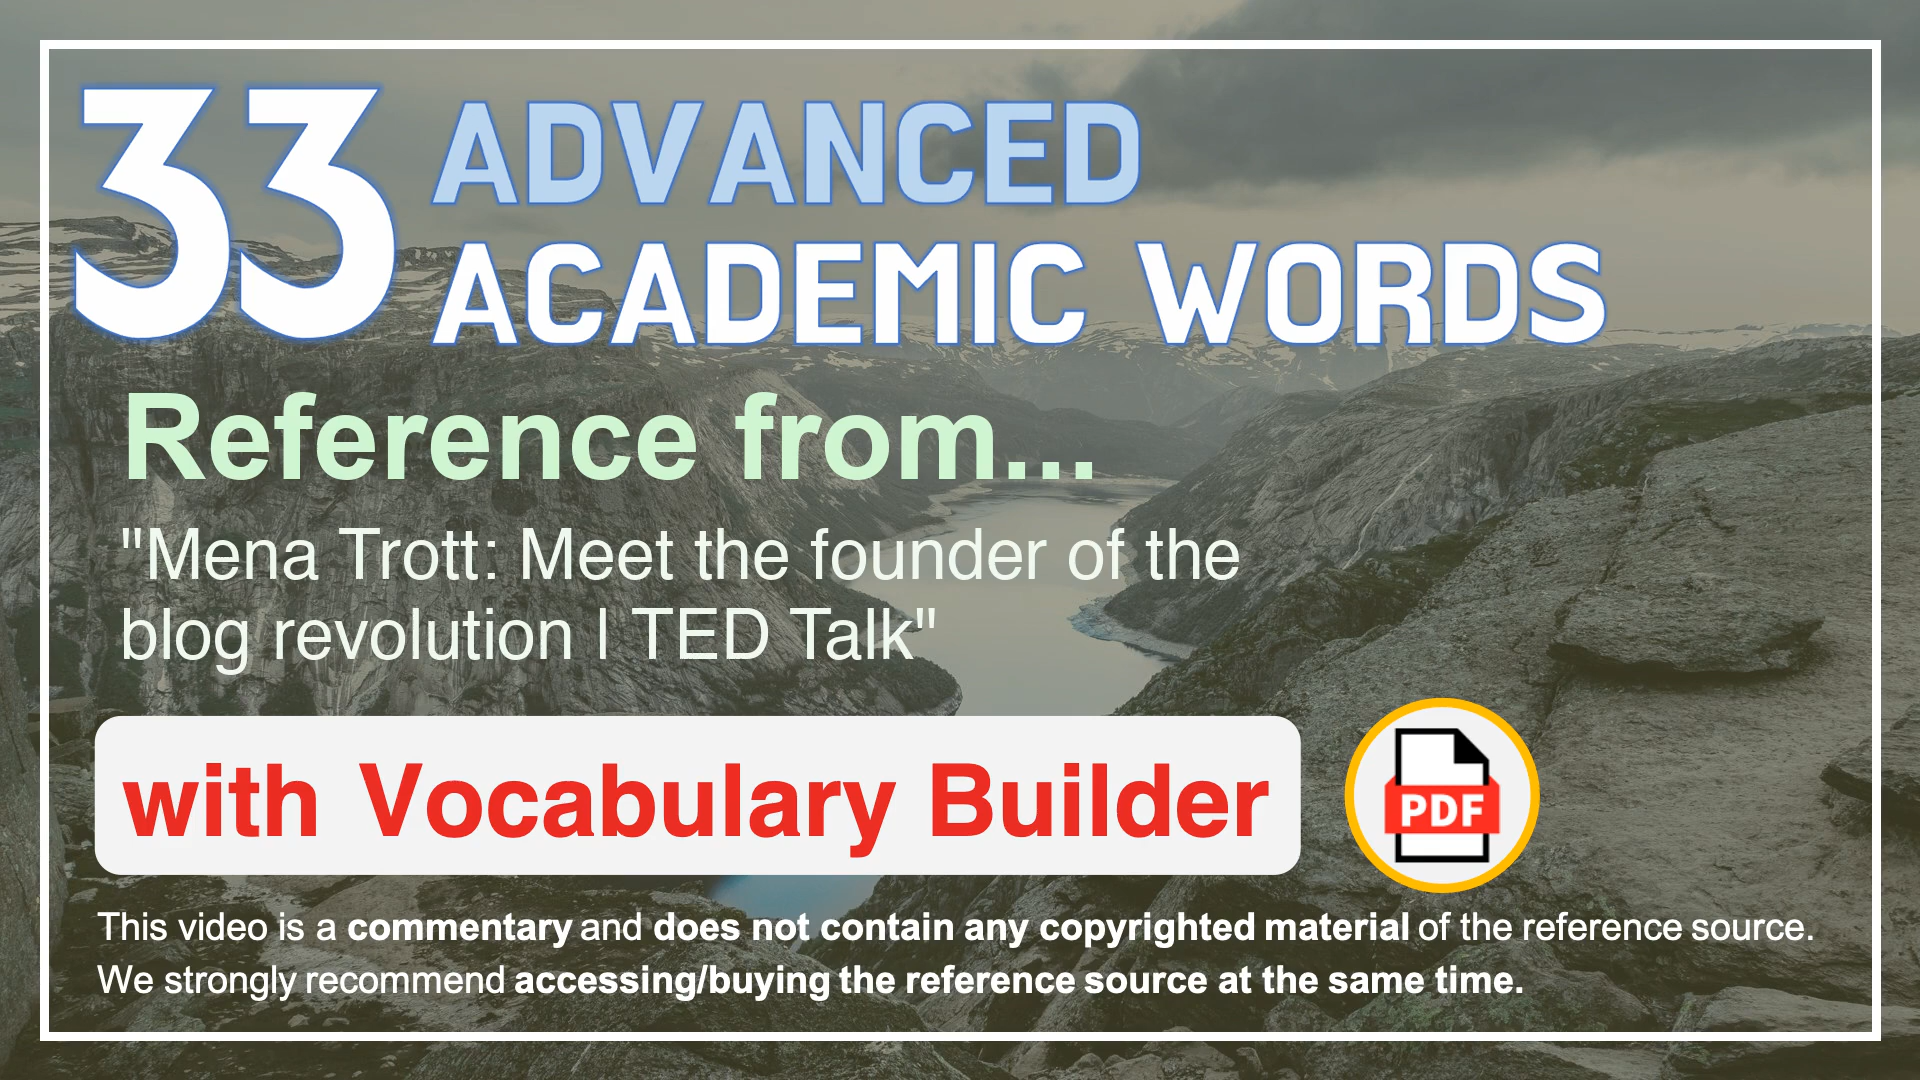 33 ADVANCED
ACADEMIC WORDS
Reference from...
"Mena Trott: Meet the founder of the
blog revolution | TED Talk"
with Vocabulary Builder
PDF
This video is a commentary and does not contain any copyrighted material of the reference source.
We strongly recommend accessing/buying the reference source at the same time.